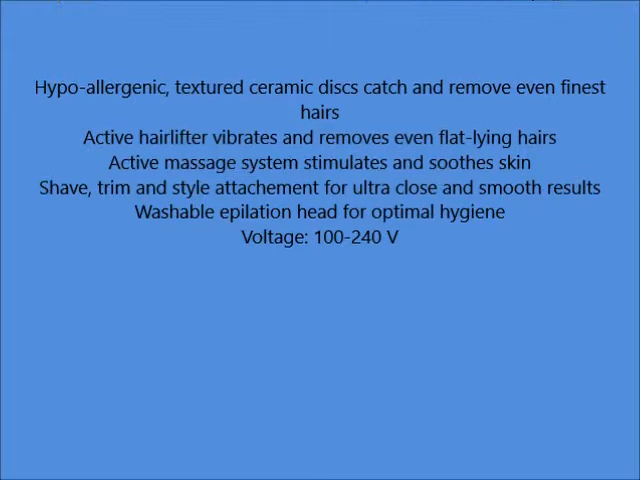 Hypo-allergenic, textured ceramic discs catch and remove even finest
hairs
Active hairlifter vibrates and removes even flat-lying hairs
Active massage system stimulates and soothes skin
Shave, trim and style attachement for ultra close and smooth results
Washable epilation head for optimal hygiene
Voltage: 100-240 V